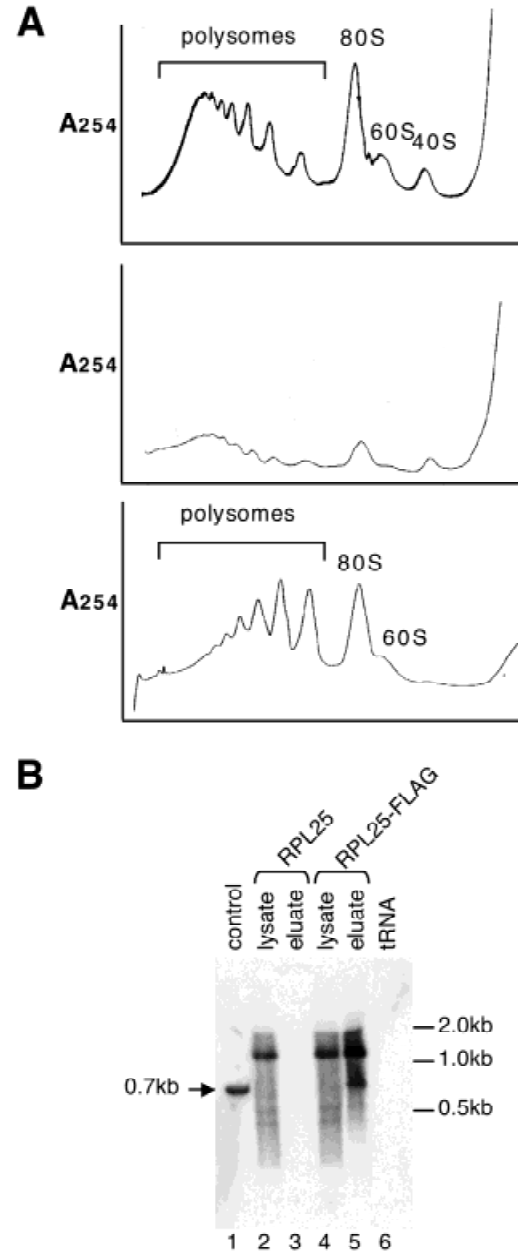 A
polysomes
80S
60S 40S
A254
A254
polysomes
80S
60S
A254
B
RPL25
RPL25-FLAG
control
lysate
eluate
lysate
eluate
tRNA
2.0kb
1.0kb
0.7kb
0.5kb
1 2 3 4 5 6